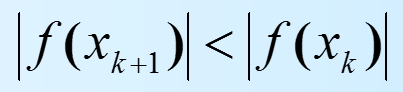 |f(x_{k+1})| < |f(x_k)|